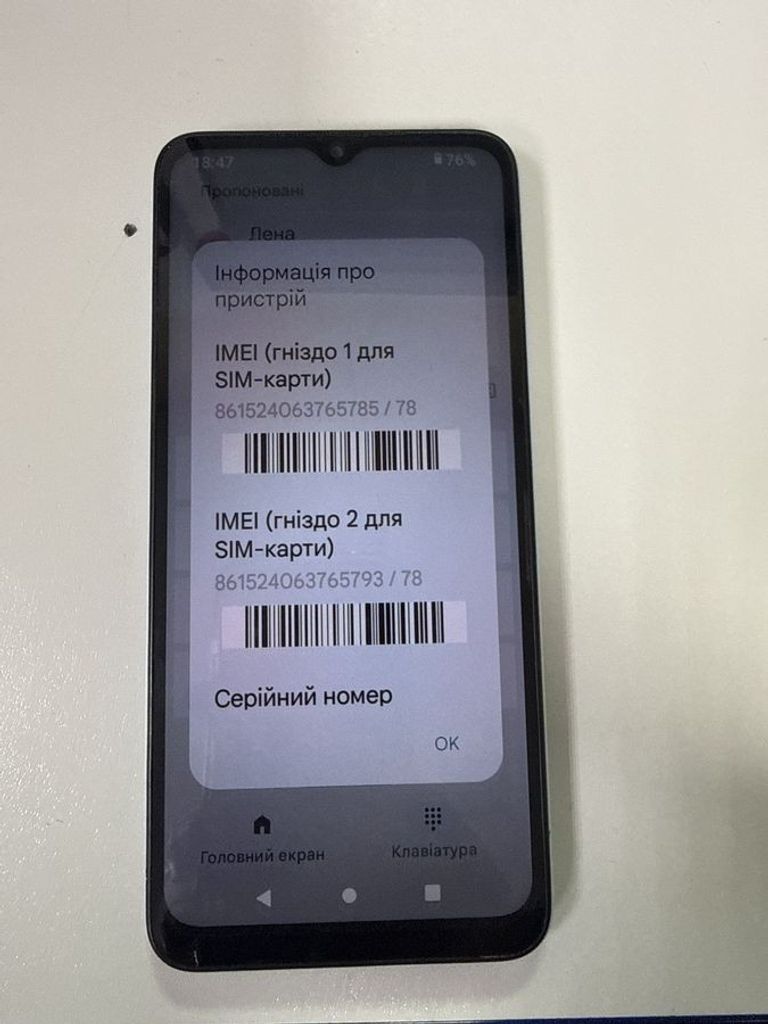 18:47
76%
Пропоновані
Лена
Інформація про
пристрій
IMEI (гніздо 1 для
SIM-карти)
861524063765785 / 78
IMEI (гніздо 2 для
SIM-карти)
861524063765793 / 78
Серійний номер
OK
Головний екран
Клавіатура